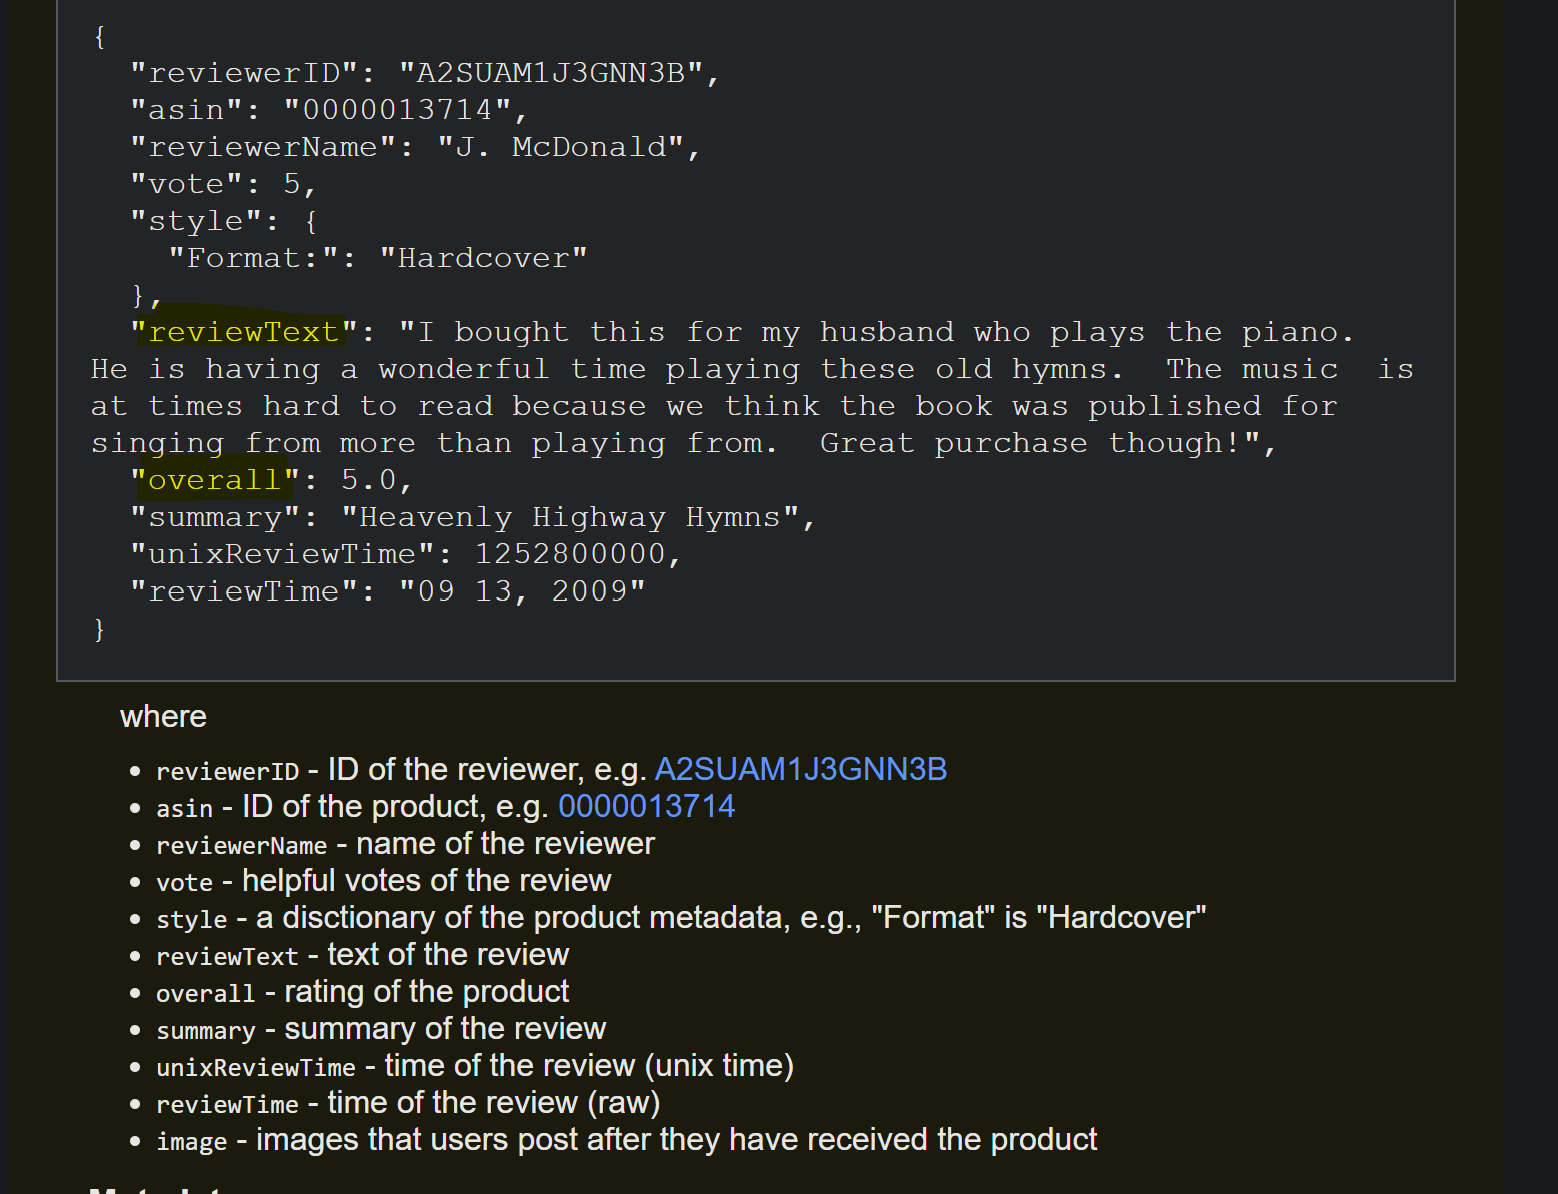 {
"reviewerID": "A2SUAM1J3GNN3B",
"asin": "0000013714",
"reviewerName": "J. McDonald",
"vote": 5,
"style": {
"Format:": "Hardcover"
},
"reviewText": "I bought this for my husband who plays the piano.
He is having a wonderful time playing these old hymns.  The music  is
at times hard to read because we think the book was published for
singing from more than playing from.  Great purchase though!",
"overall": 5.0,
"summary": "Heavenly Highway Hymns",
"unixReviewTime": 1252800000,
"reviewTime": "09 13, 2009"
}
where
• reviewerID - ID of the reviewer, e.g. A2SUAM1J3GNN3B
• asin - ID of the product, e.g. 0000013714
• reviewerName - name of the reviewer
• vote - helpful votes of the review
• style - a disctionary of the product metadata, e.g., "Format" is "Hardcover"
• reviewText - text of the review
• overall - rating of the product
• summary - summary of the review
• unixReviewTime - time of the review (unix time)
• reviewTime - time of the review (raw)
• image - images that users post after they have received the product